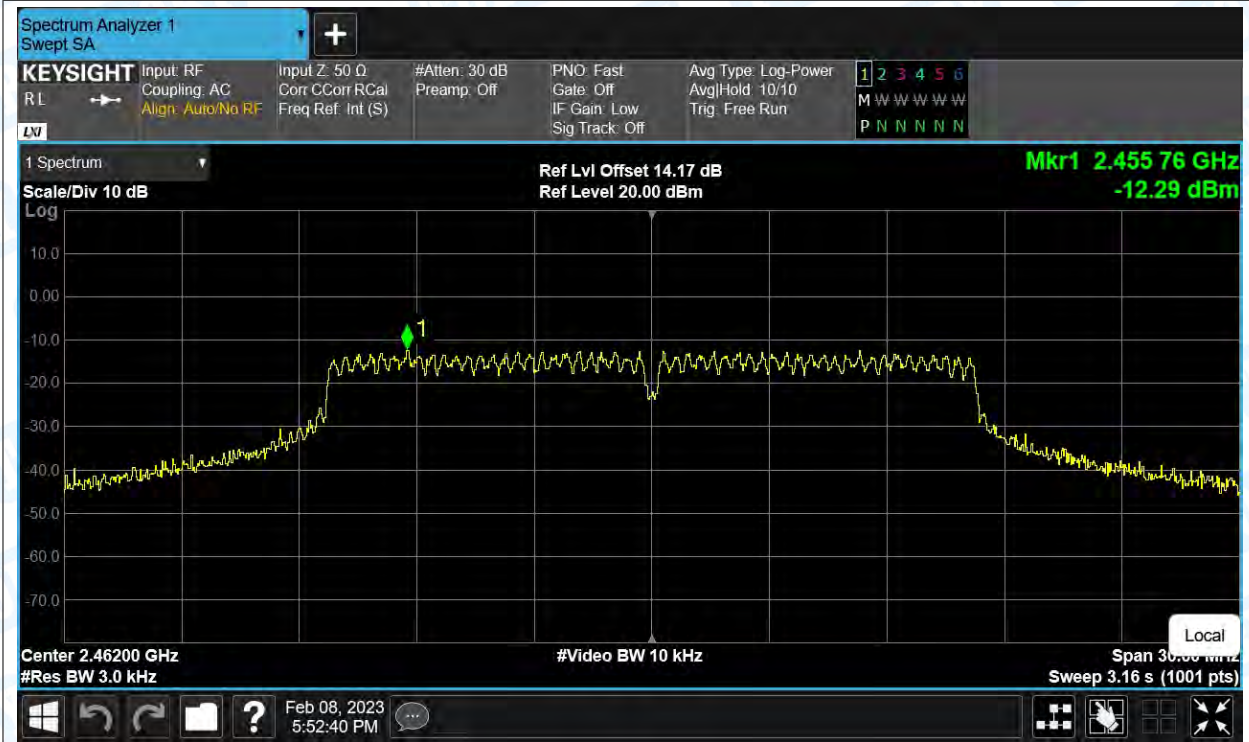 Spectrum Analyzer 1
Swept SA
+
KEYSIGHT
R L
LXI
Input: RF
Coupling: AC
Align: Auto/No RF
Input Z: 50 Ω
Corr CCorr RCal
Freq Ref: Int (S)
#Atten: 30 dB
Preamp: Off
PNO: Fast
Gate: Off
IF Gain: Low
Sig Track: Off
Avg Type: Log-Power
Avg|Hold: 10/10
Trig: Free Run
1 2 3 4 5 6
M W W W W W
P N N N N N
1 Spectrum
Scale/Div 10 dB
Ref Lvl Offset 14.17 dB
Ref Level 20.00 dBm
Mkr1 2.455 76 GHz
-12.29 dBm
Log
10.0
0.00
-10.0
-20.0
-30.0
-40.0
-50.0
-60.0
-70.0
1
Local
Center 2.46200 GHz
#Res BW 3.0 kHz
#Video BW 10 kHz
Span 30.00 MHz
Sweep 3.16 s (1001 pts)
?
Feb 08, 2023
5:52:40 PM